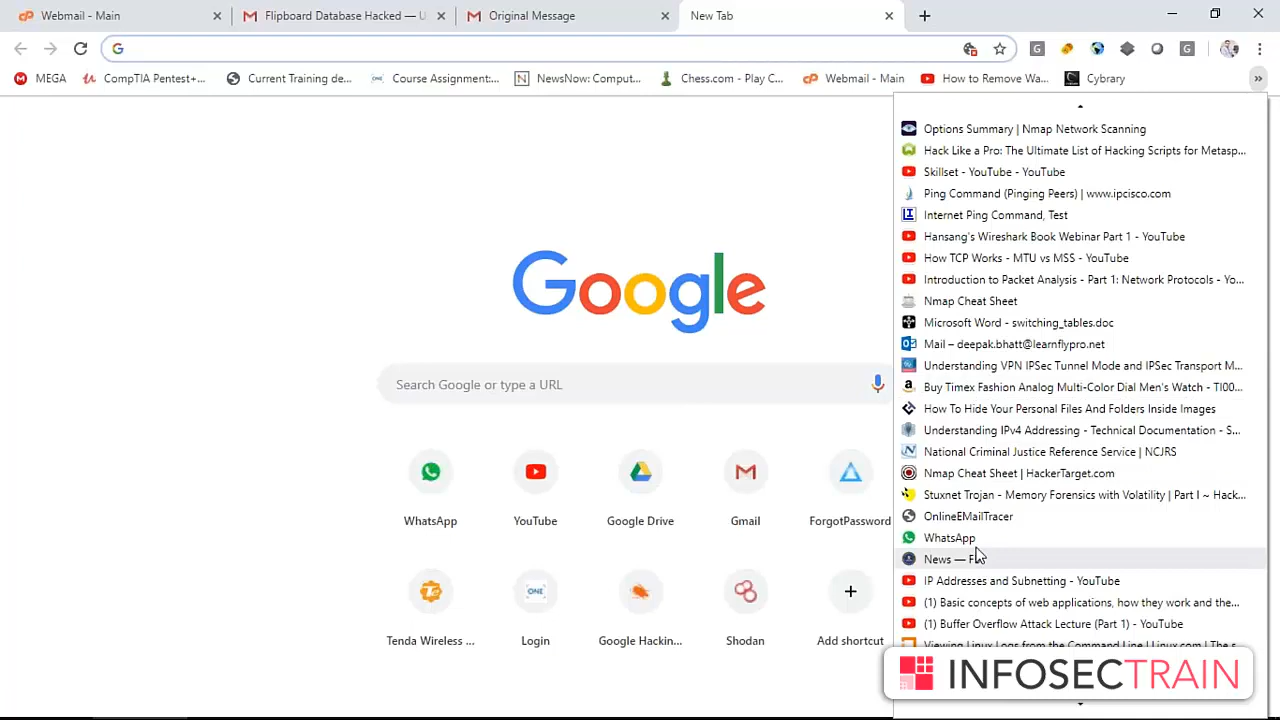 Webmail - Main
Flipboard Database Hacked — U
Original Message
New Tab
MEGA
CompTIA Pentest+...
Current Training de...
Course Assignment:...
NewsNow: Comput...
Chess.com - Play C...
Webmail - Main
How to Remove Wa...
Cybrary
Options Summary | Nmap Network Scanning
Hack Like a Pro: The Ultimate List of Hacking Scripts for Metasp...
Skillset - YouTube - YouTube
Ping Command (Pinging Peers) | www.ipcisco.com
Internet Ping Command, Test
Hansang's Wireshark Book Webinar Part 1 - YouTube
How TCP Works - MTU vs MSS - YouTube
Introduction to Packet Analysis - Part 1: Network Protocols - Yo...
Nmap Cheat Sheet
Microsoft Word - switching_tables.doc
Mail – deepak.bhatt@learnflypro.net
Understanding VPN IPSec Tunnel Mode and IPSec Transport M...
Buy Timex Fashion Analog Multi-Color Dial Men's Watch - TI00...
How To Hide Your Personal Files And Folders Inside Images
Understanding IPv4 Addressing - Technical Documentation - S...
National Criminal Justice Reference Service | NCJRS
Nmap Cheat Sheet | HackerTarget.com
Stuxnet Trojan - Memory Forensics with Volatility | Part I ~ Hack...
OnlineEMailTracer
WhatsApp
News —
IP Addresses and Subnetting - YouTube
(1) Basic concepts of web applications, how they work and the...
(1) Buffer Overflow Attack Lecture (Part 1) - YouTube
Viewing Linux Logs from the Command Line | Linux.com | The s
Google
Search Google or type a URL
WhatsApp
YouTube
Google Drive
Gmail
ForgotPassword
Tenda Wireless ...
Login
Google Hackin...
Shodan
Add shortcut
INFOSECTRAIN